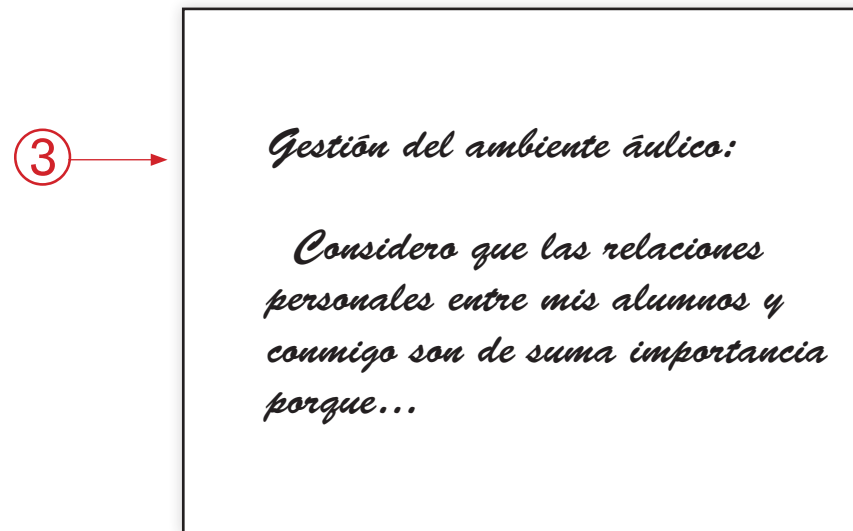 3
Gestión del ambiente áulico:
Considero que las relaciones
personales entre mis alumnos y
conmigo son de suma importancia
porque...